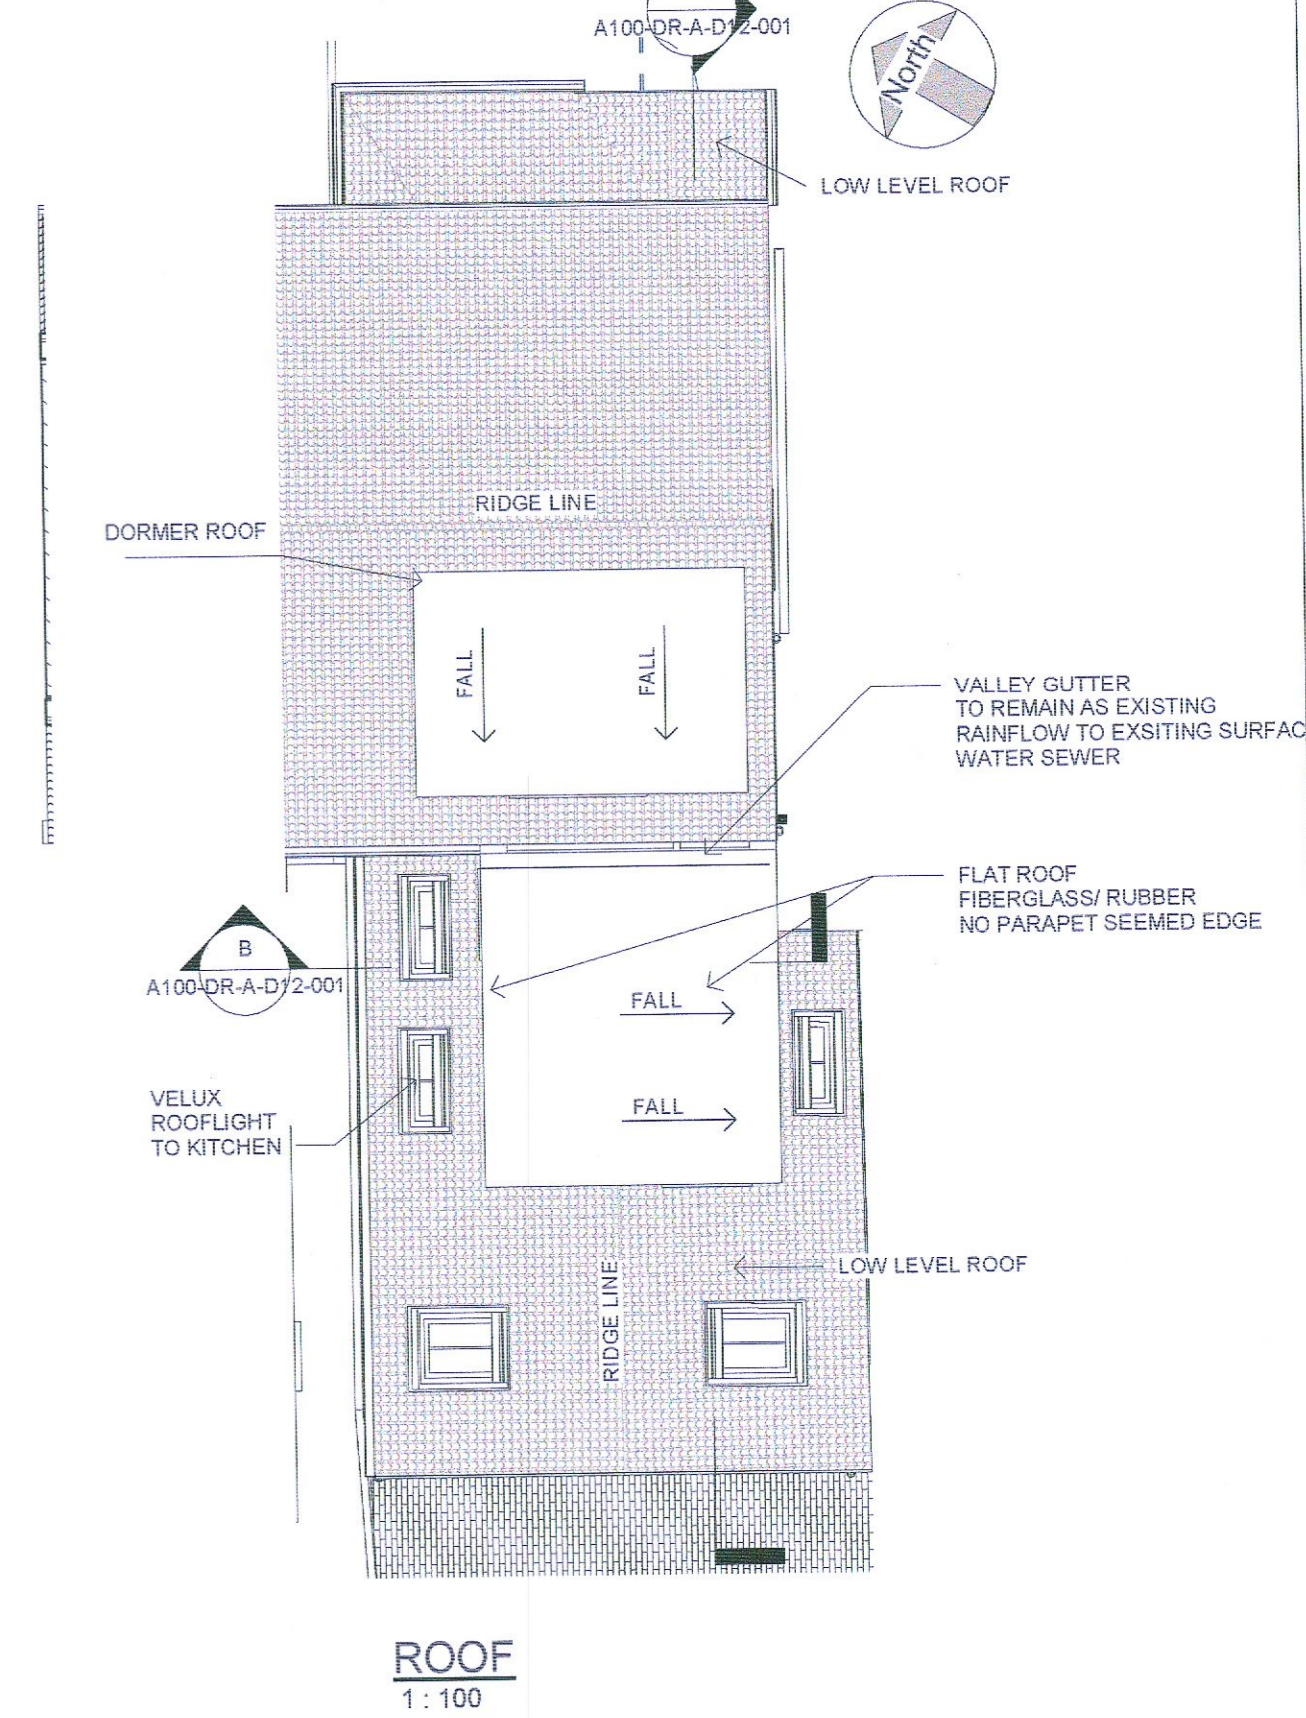 A100-DR-A-D12-001
North
LOW LEVEL ROOF
RIDGE LINE
DORMER ROOF
FALL
FALL
VALLEY GUTTER
TO REMAIN AS EXISTING
RAINFLOW TO EXSITING SURFAC
WATER SEWER
FLAT ROOF
FIBERGLASS/ RUBBER
NO PARAPET SEEMED EDGE
B
A100-DR-A-D12-001
FALL
VELUX
ROOFLIGHT
TO KITCHEN
FALL
LOW LEVEL ROOF
RIDGE LINE
ROOF
1 : 100